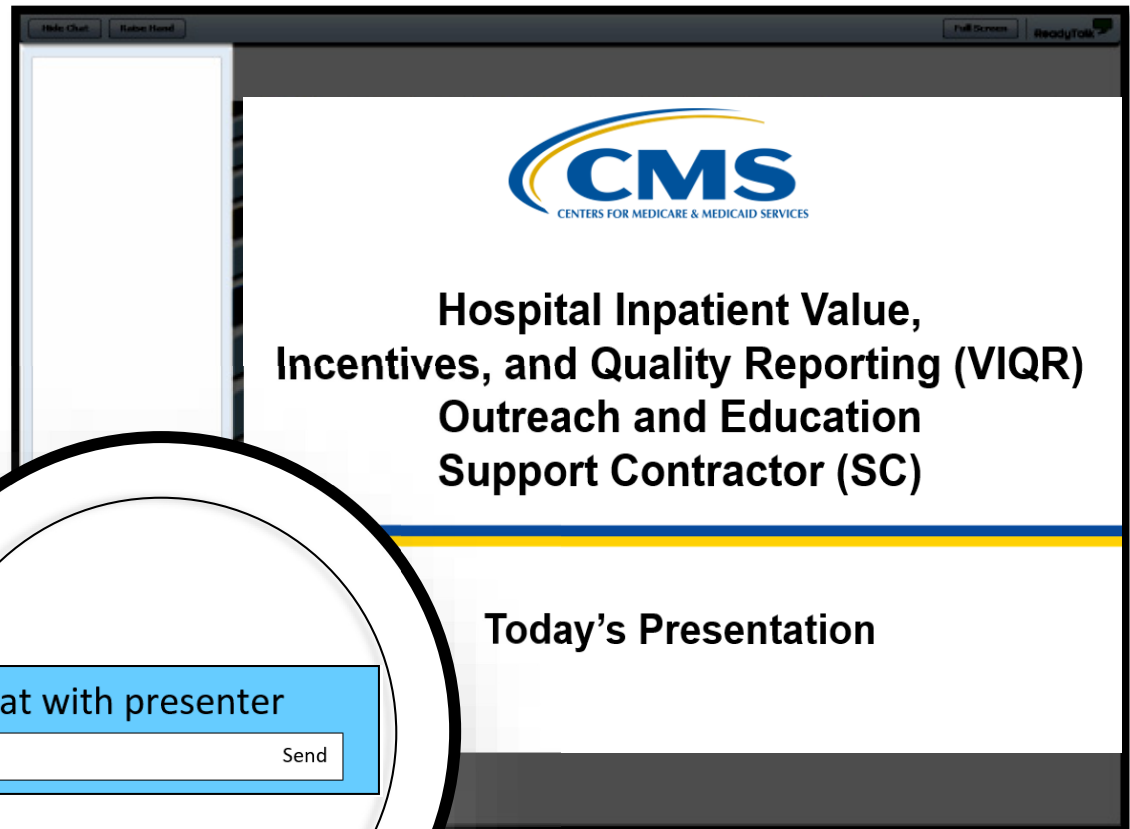 Hide Chat Raise Hand Full Screen ReadyTalk
CMS
CENTERS FOR MEDICARE & MEDICAID SERVICES
Hospital Inpatient Value,
Incentives, and Quality Reporting (VIQR)
Outreach and Education
Support Contractor (SC)
Today’s Presentation
at with presenter
Send